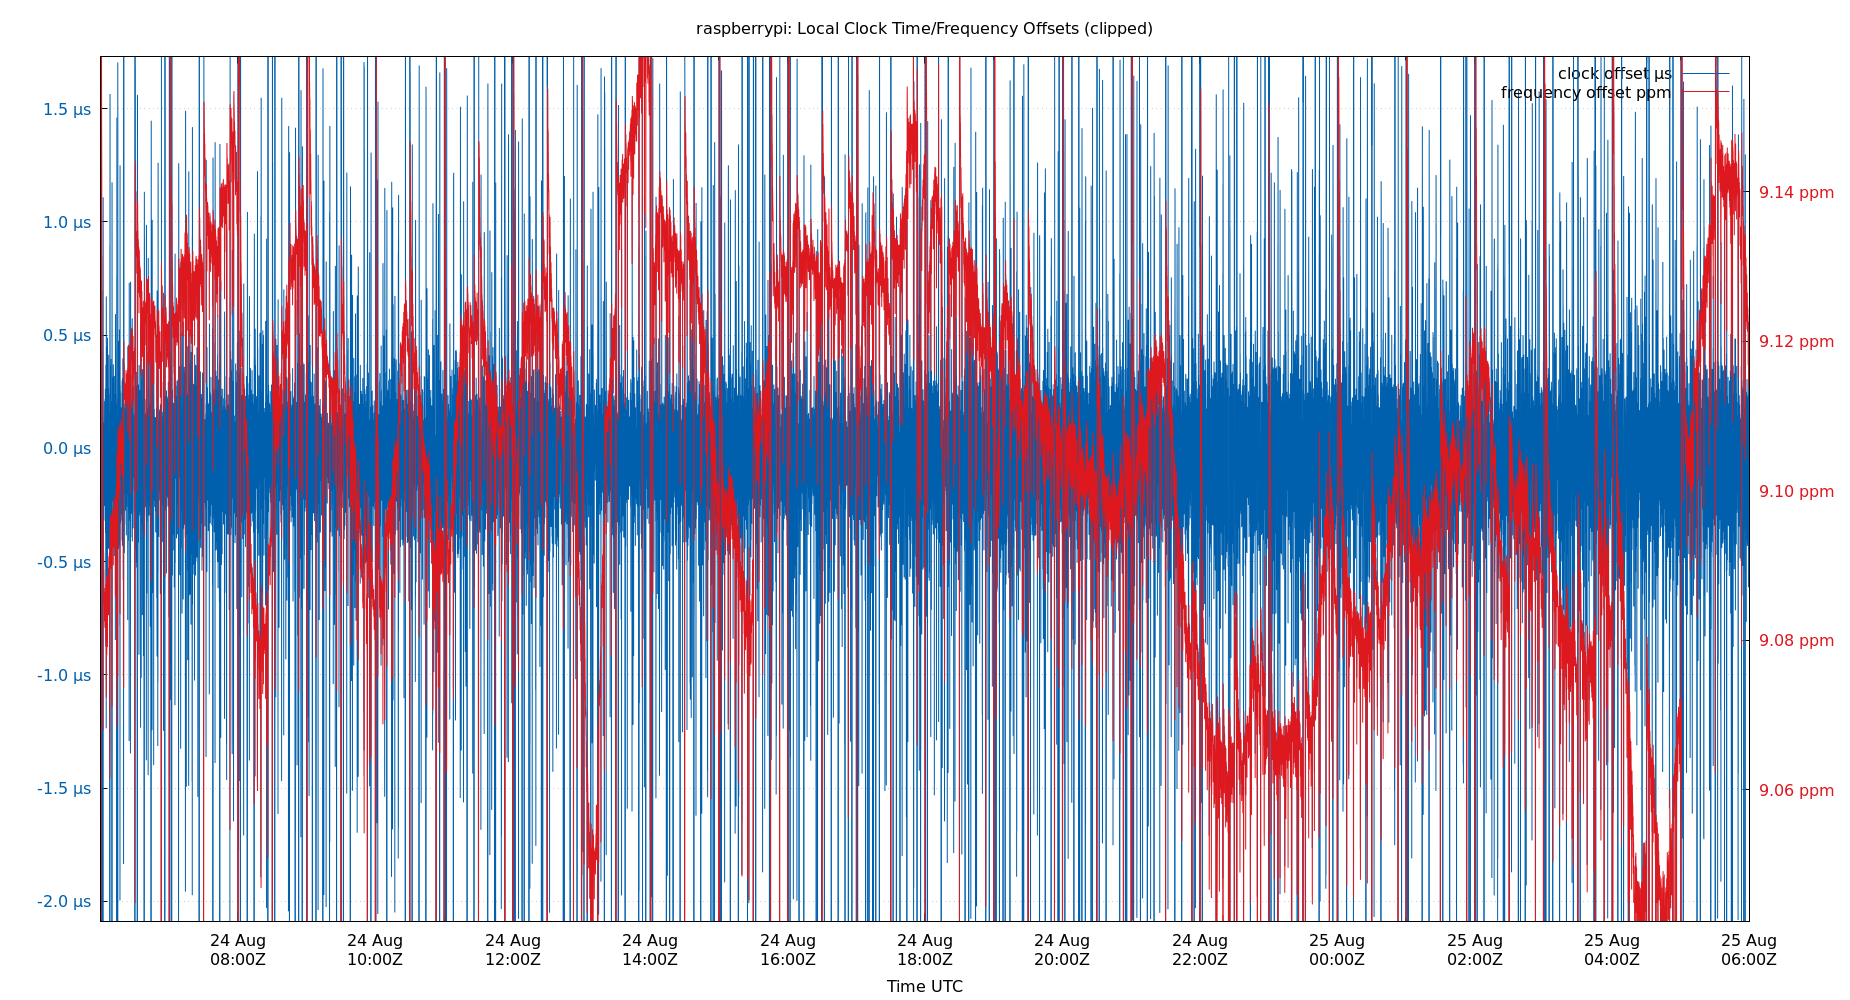 raspberrypi: Local Clock Time/Frequency Offsets (clipped)
clock offset µs
frequency offset ppm
1.5 µs
1.0 µs
0.5 µs
0.0 µs
-0.5 µs
-1.0 µs
-1.5 µs
-2.0 µs
9.14 ppm
9.12 ppm
9.10 ppm
9.08 ppm
9.06 ppm
24 Aug 24 Aug 24 Aug 24 Aug 24 Aug 24 Aug 24 Aug 24 Aug 25 Aug 25 Aug 25 Aug 25 Aug
08:00Z 10:00Z 12:00Z 14:00Z 16:00Z 18:00Z 20:00Z 22:00Z 00:00Z 02:00Z 04:00Z 06:00Z
Time UTC